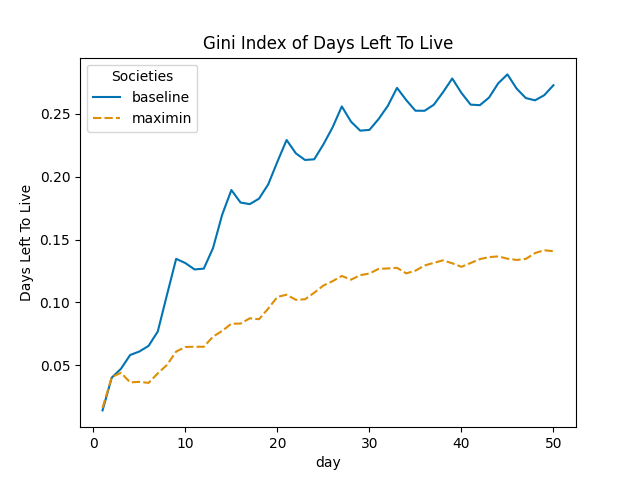 Gini Index of Days Left To Live
Societies
baseline
maximin
Days Left To Live
0.25
0.20
0.15
0.10
0.05
0 10 20 30 40 50
day